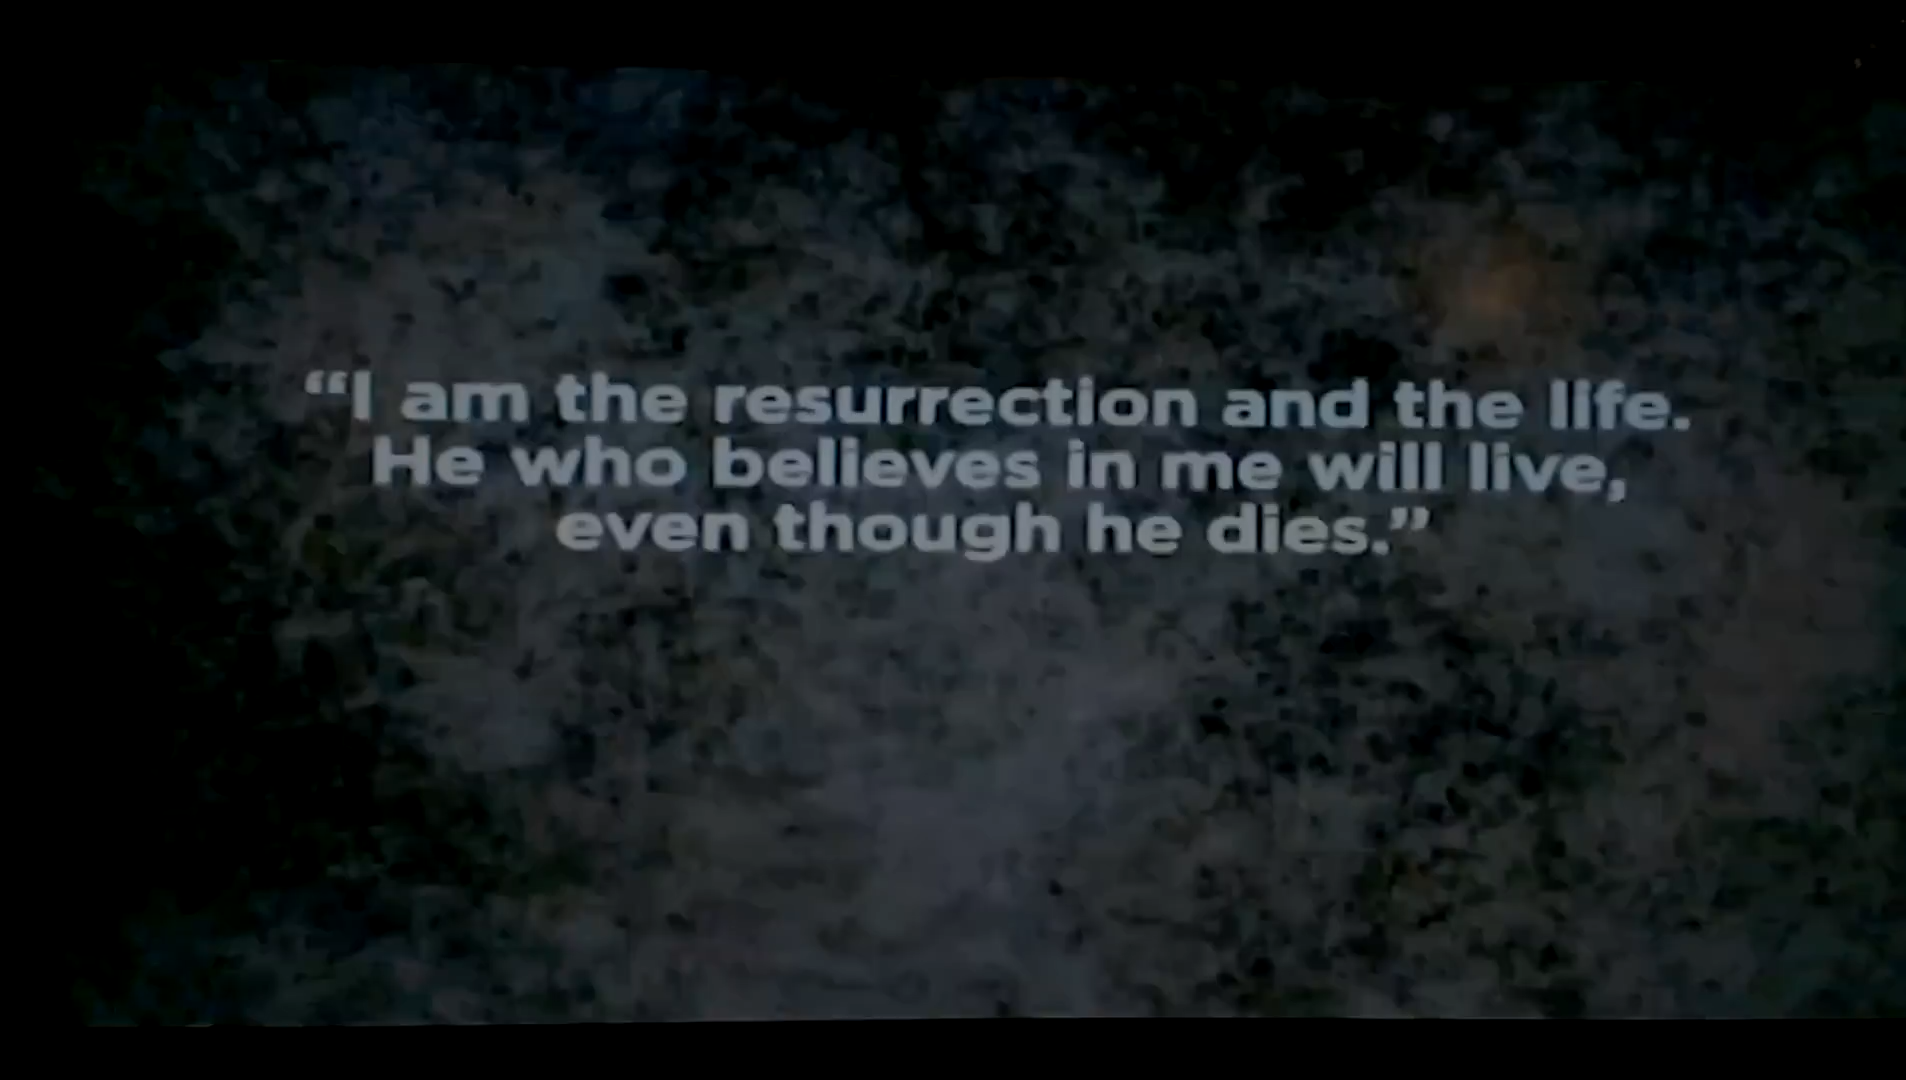 “I am the resurrection and the life.
He who believes in me will live,
even though he dies.”